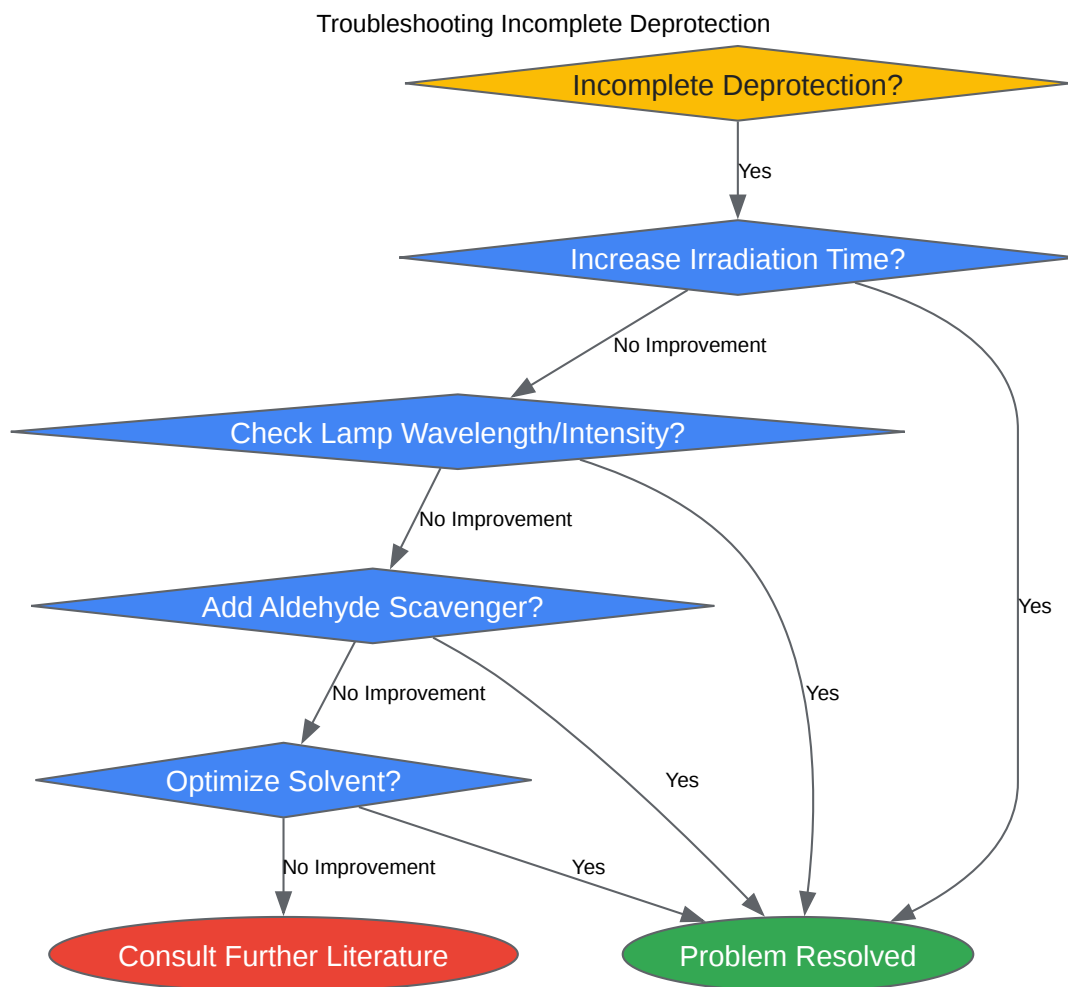 Troubleshooting Incomplete Deprotection
Incomplete Deprotection?
Yes
Increase Irradiation Time?
No Improvement
Check Lamp Wavelength/Intensity?
No Improvement
Add Aldehyde Scavenger?
Yes
No Improvement
Yes
Optimize Solvent?
Yes
No Improvement
Yes
Consult Further Literature
Problem Resolved